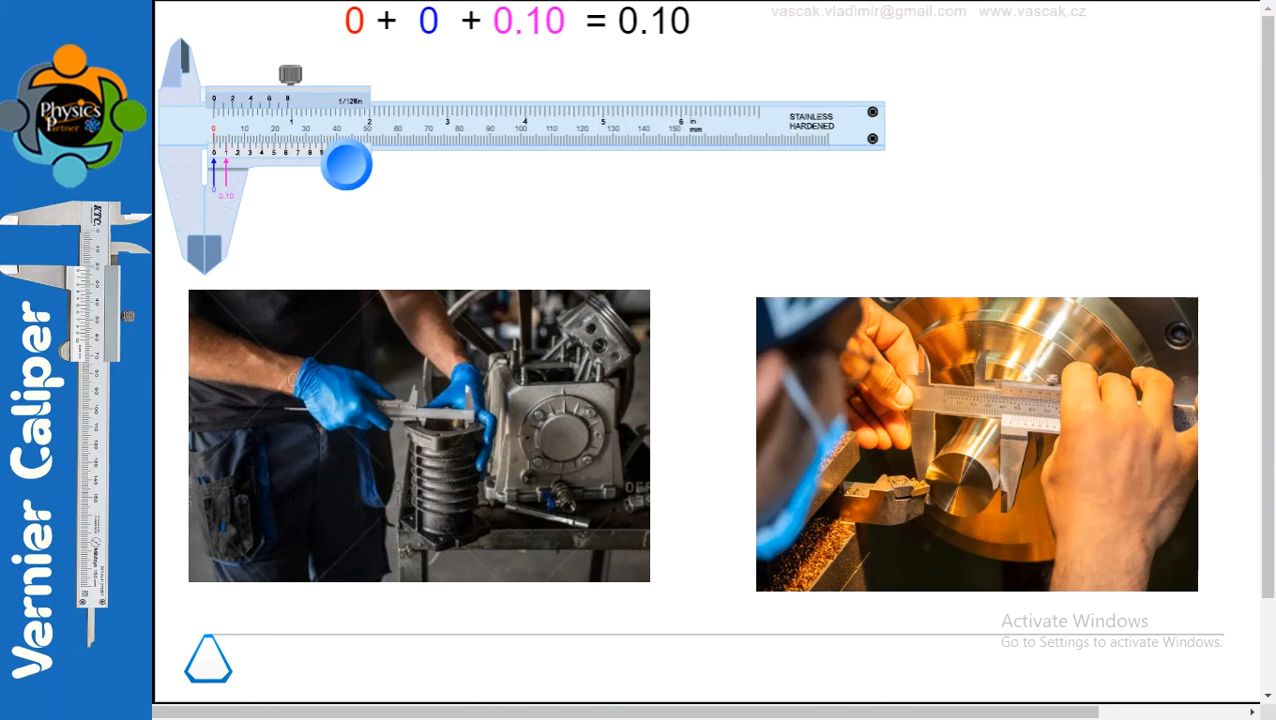 0 + 0 + 0.10 = 0.10
vascak.vladimir@gmail.com www.vascak.cz
Physics
Partner
0 2 4 6 8
1/128in
1 2 3 4 5 6 in
STAINLESS
HARDENED
0 10 20 30 40 50 60 70 80 90 100 110 120 130 140 150 mm
0 1 2 3 4 5 6 7 8 9
0
0.10
KTC
Vernier Caliper
Activate Windows
Go to Settings to activate Windows.